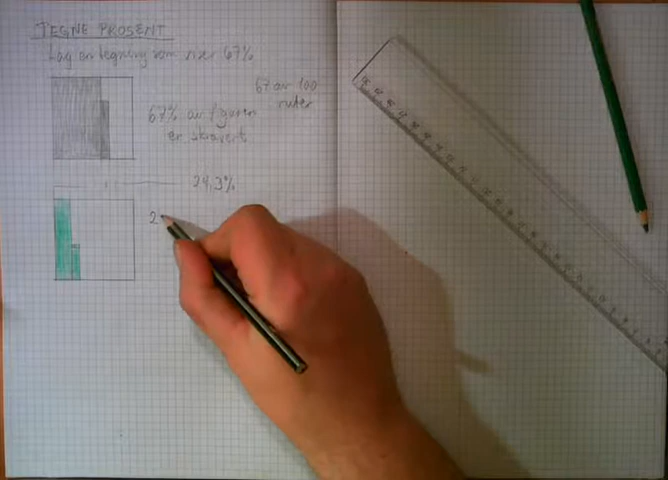 TEGNE PROSENT
Lag en tegning som viser 67%
67 av 100
ruter
67% av figuren
er skravert
24,3%
2